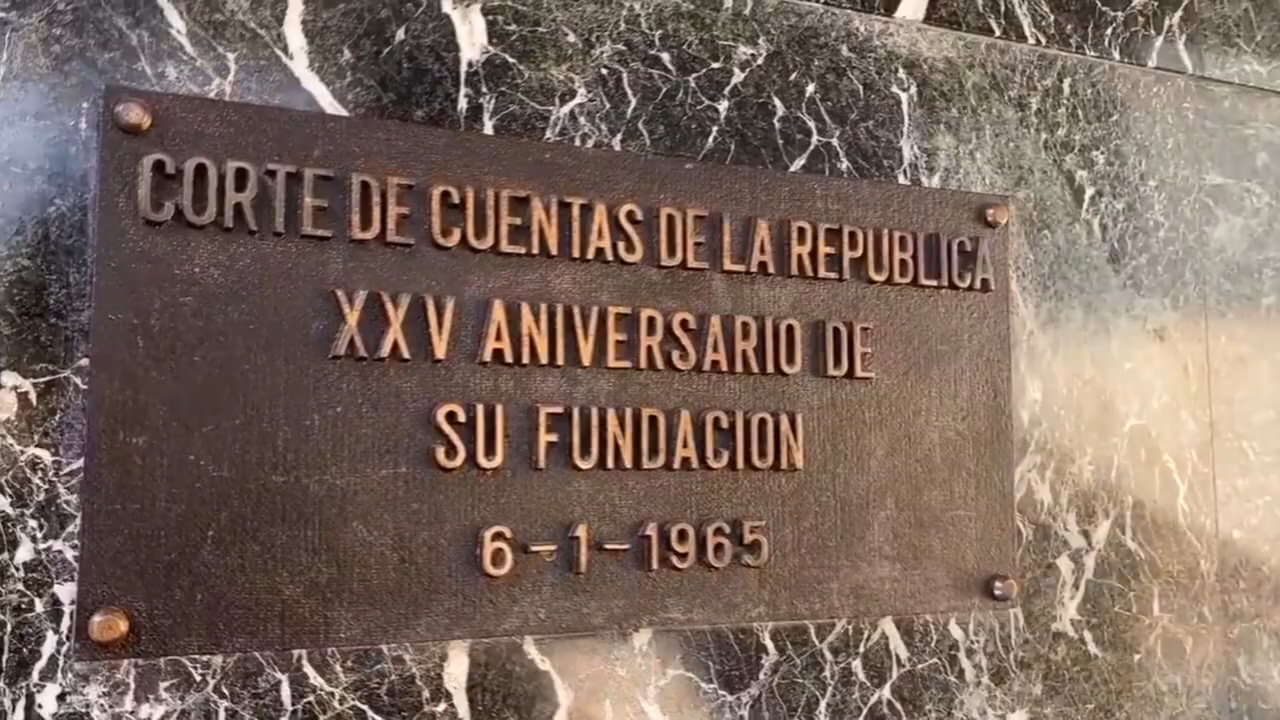 CORTE DE CUENTAS DE LA REPUBLICA
XXV ANIVERSARIO DE
SU FUNDACION
6-1-1965